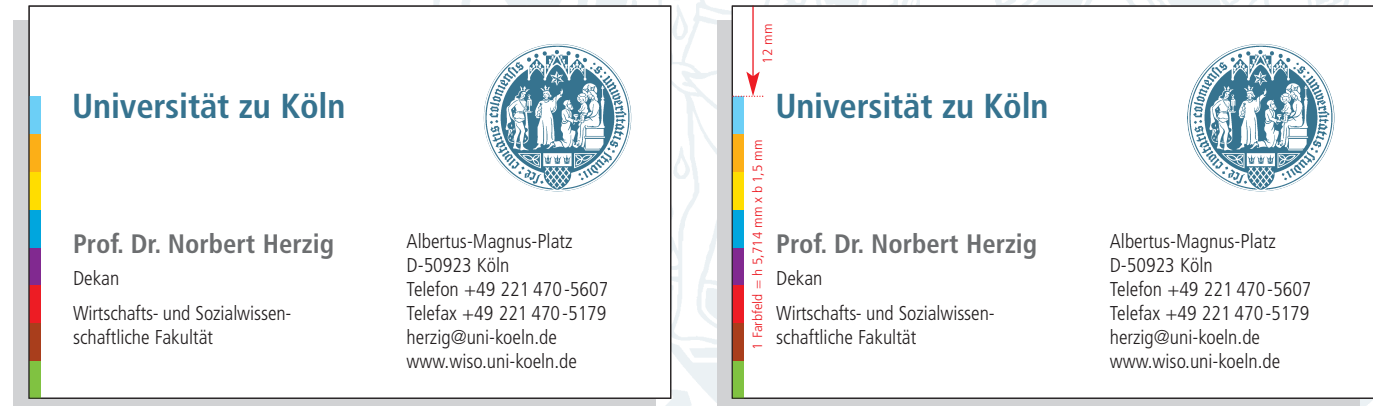 Universität zu Köln
Prof. Dr. Norbert Herzig
Dekan
Wirtschafts- und Sozialwissen-
schaftliche Fakultät
Albertus-Magnus-Platz
D-50923 Köln
Telefon +49 221 470-5607
Telefax +49 221 470-5179
herzig@uni-koeln.de
www.wiso.uni-koeln.de
12 mm
1 Farbfeld = h 5,714 mm x b 1,5 mm
Universität zu Köln
Prof. Dr. Norbert Herzig
Dekan
Wirtschafts- und Sozialwissen-
schaftliche Fakultät
Albertus-Magnus-Platz
D-50923 Köln
Telefon +49 221 470-5607
Telefax +49 221 470-5179
herzig@uni-koeln.de
www.wiso.uni-koeln.de